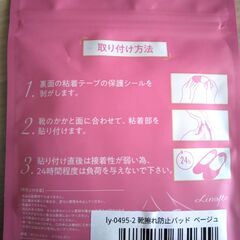 取り付け方法
1. 裏面の粘着テープの保護シールを
剥がします。
2. 靴のかかと面に合わせて、粘着部を
貼り付けます。
3. 貼り付け直後は接着性が弱い為、
24時間程度は負荷を与えないで下さい。
24h
Linofle
ly-0495-2 靴擦れ防止パッド ベージュ